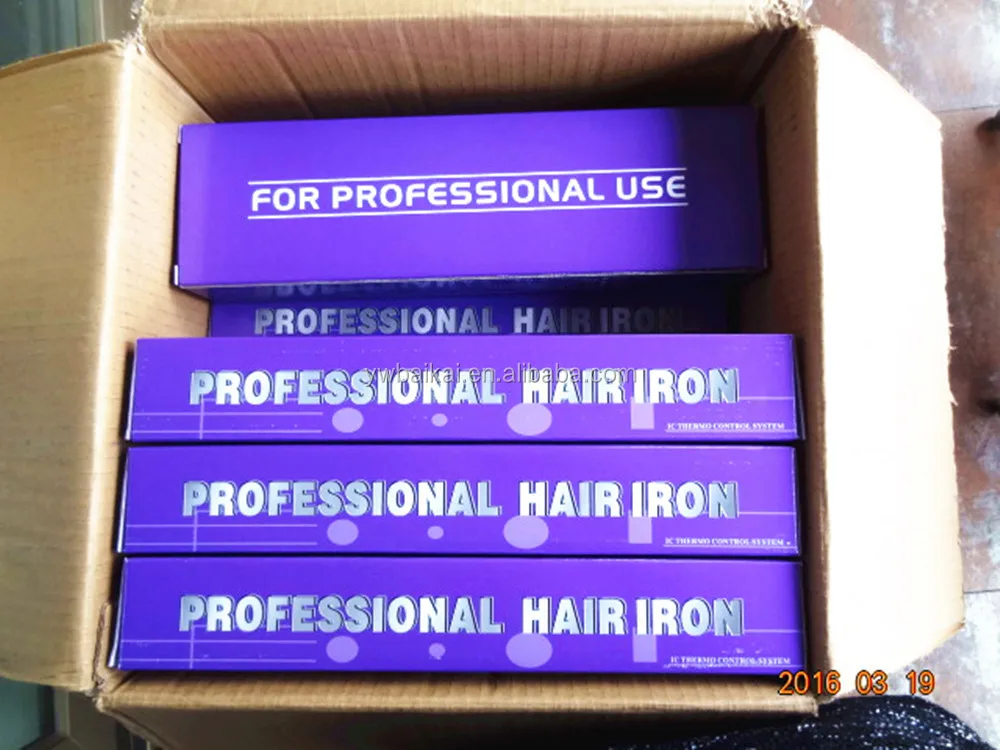 FOR PROFESSIONAL USE
PROFESSIONAL HAIR IRON
ywbaikai.en.alibaba.com
PROFESSIONAL HAIR IRON
IC THERMO CONTROL SYSTEM
PROFESSIONAL HAIR IRON
IC THERMO CONTROL SYSTEM
PROFESSIONAL HAIR IRON
IC THERMO CONTROL SYSTEM
2016 03 19